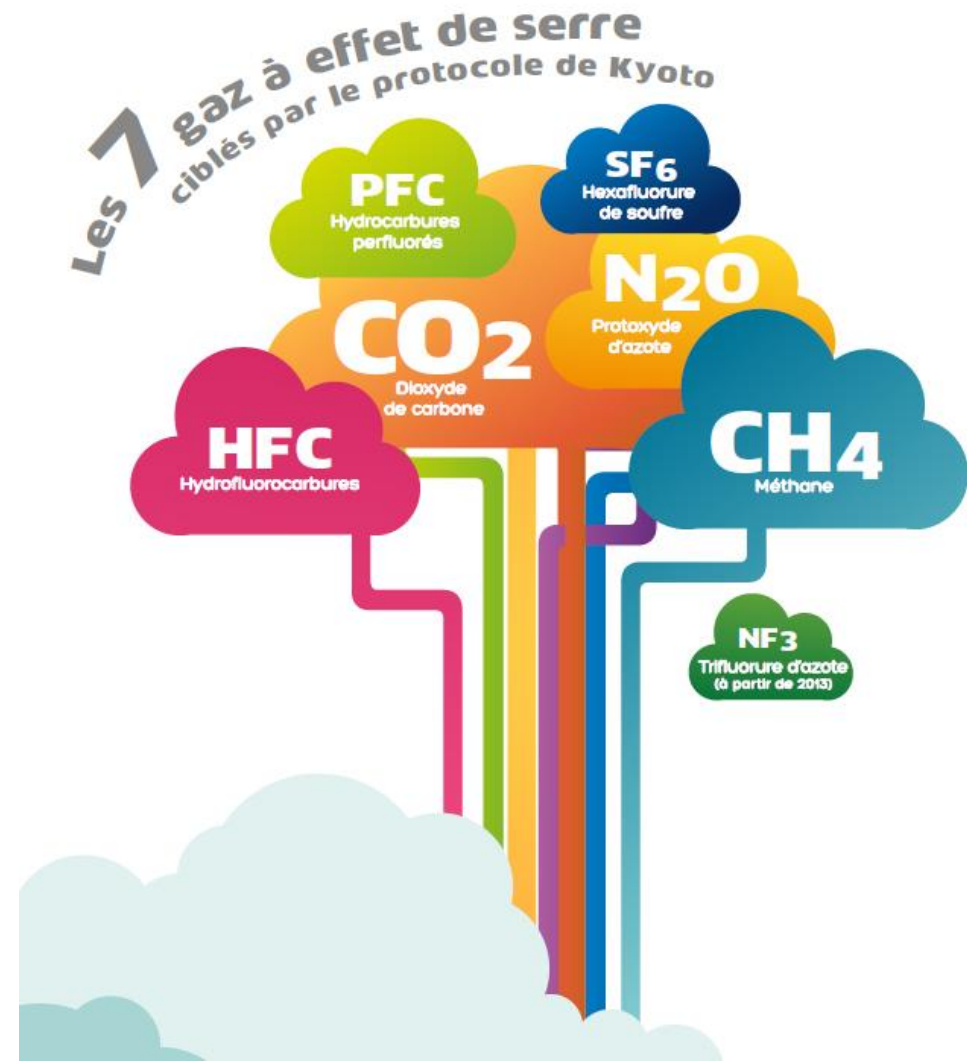 Les 7 gaz à effet de serre
ciblés par le protocole de Kyoto
PFC
Hydrocarbures
perfluorés
SF6
Hexafluorure
de soufre
N2O
Protoxyde
d'azote
CO2
Dioxyde
de carbone
HFC
Hydrofluorocarbures
CH4
Méthane
NF3
Trifluorure d'azote
(à partir de 2013)